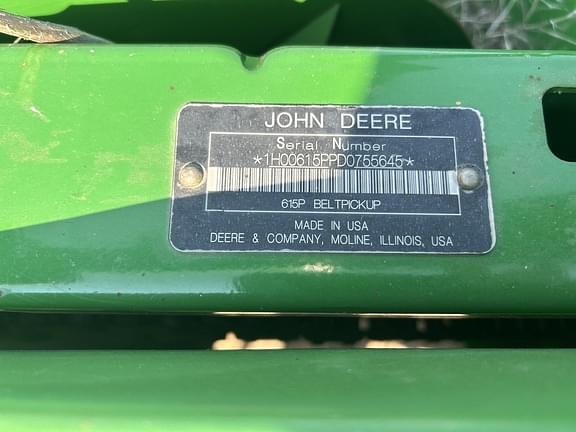 JOHN DEERE
Serial Number
*1H00615PPD0755645*
615P BELTPICKUP
MADE IN USA
DEERE & COMPANY, MOLINE, ILLINOIS, USA